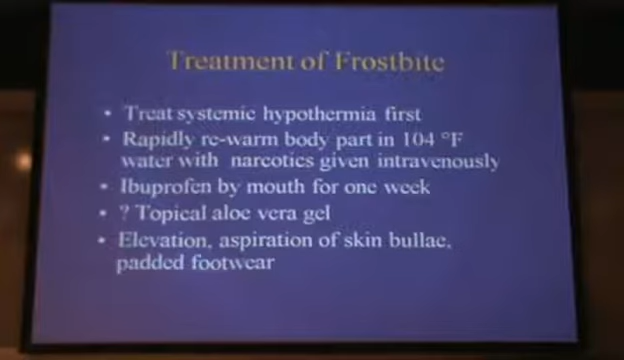 Treatment of Frostbite
• Treat systemic hypothermia first
• Rapidly re-warm body part in 104 °F
water with narcotics given intravenously
• Ibuprofen by mouth for one week
• ? Topical aloe vera gel
• Elevation, aspiration of skin bullae,
padded footwear